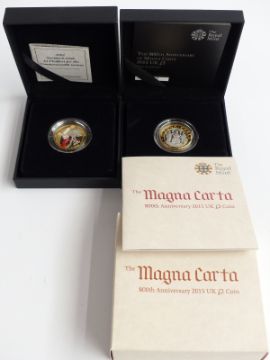 The Royal Mint
The 800th Anniversary
of Magna Carta
2015 UK £2
The
Royal
Mint
The Magna Carta
800th Anniversary 2015 UK £2 Coin
The Magna Carta
800th Anniversary 2015 UK £2 Coin